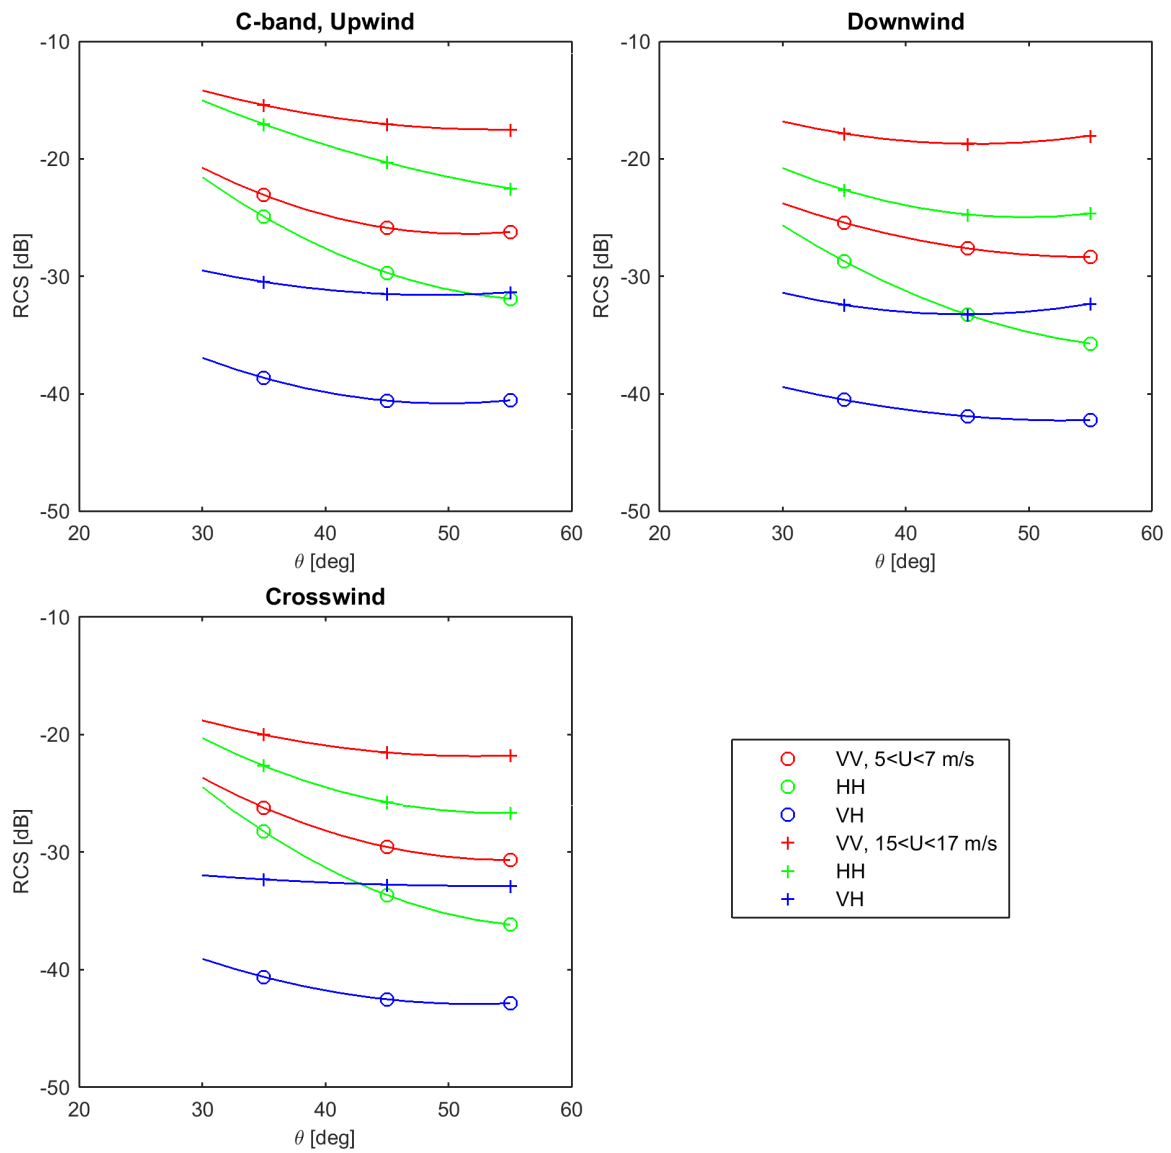 C-band, Upwind
-10
-20
-30
-40
-50
20 30 40 50 60
RCS [dB]
θ [deg]
Downwind
-10
-20
-30
-40
-50
20 30 40 50 60
RCS [dB]
θ [deg]
Crosswind
-10
-20
-30
-40
-50
20 30 40 50 60
RCS [dB]
θ [deg]
VV, 5<U<7 m/s
HH
VH
VV, 15<U<17 m/s
HH
VH